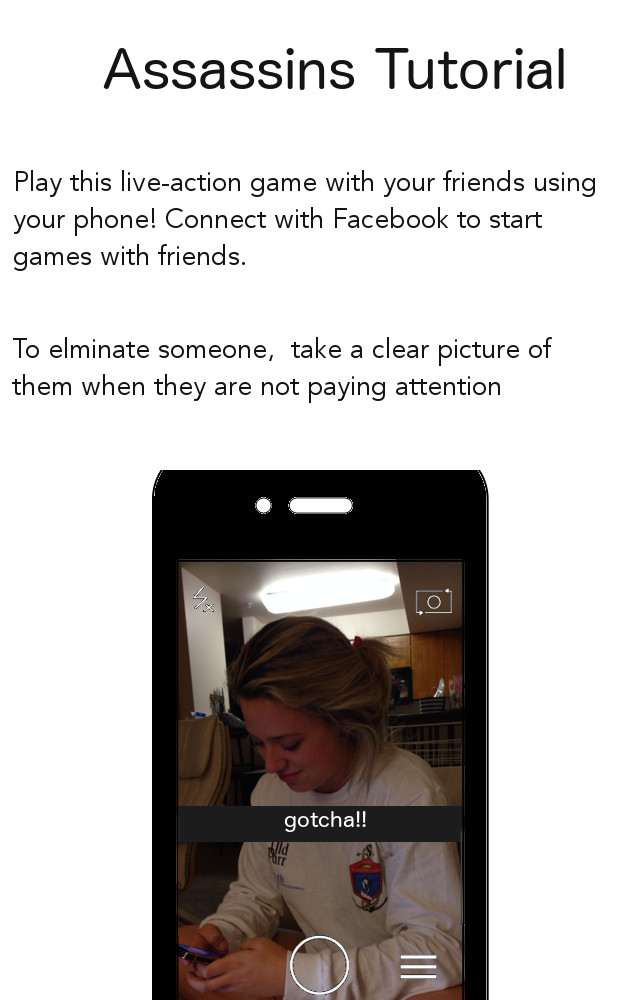 Assassins Tutorial
Play this live-action game with your friends using
your phone! Connect with Facebook to start
games with friends.
To elminate someone,  take a clear picture of
them when they are not paying attention
gotcha!!